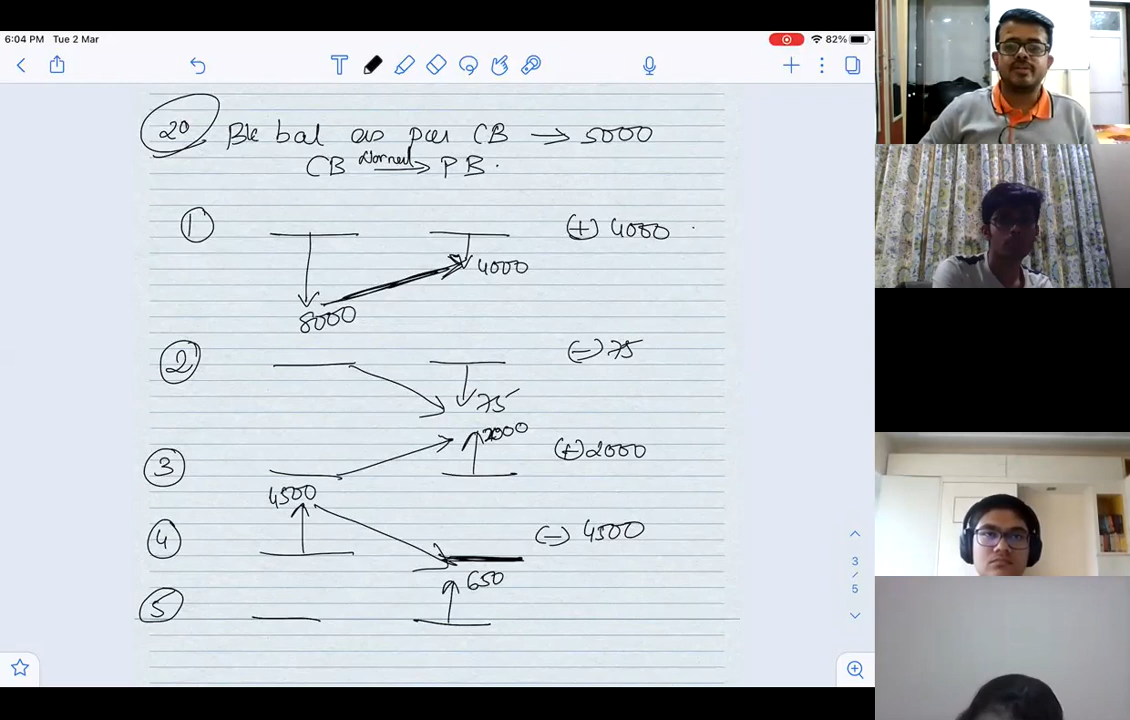 6:04 PM Tue 2 Mar
82%
T
20 Bk bal as per CB → 5000
CB Normal → PB.
1 (+) 4000
4000
8000
2 (-) 75
75
2000
3 (+) 2000
4500
4 (-) 4500
650
5
3
/
5